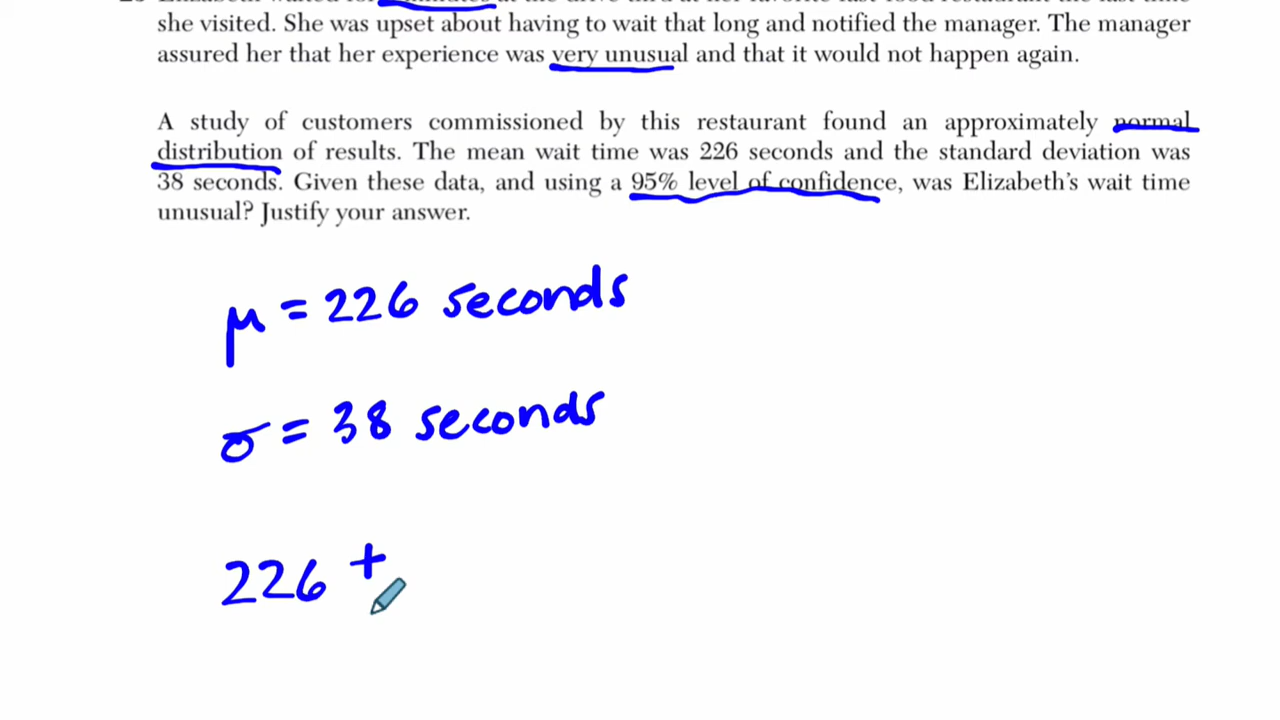 she visited. She was upset about having to wait that long and notified the manager. The manager
assured her that her experience was very unusual and that it would not happen again.
A study of customers commissioned by this restaurant found an approximately normal
distribution of results. The mean wait time was 226 seconds and the standard deviation was
38 seconds. Given these data, and using a 95% level of confidence, was Elizabeth's wait time
unusual? Justify your answer.
μ = 226 seconds
σ = 38 seconds
226 +